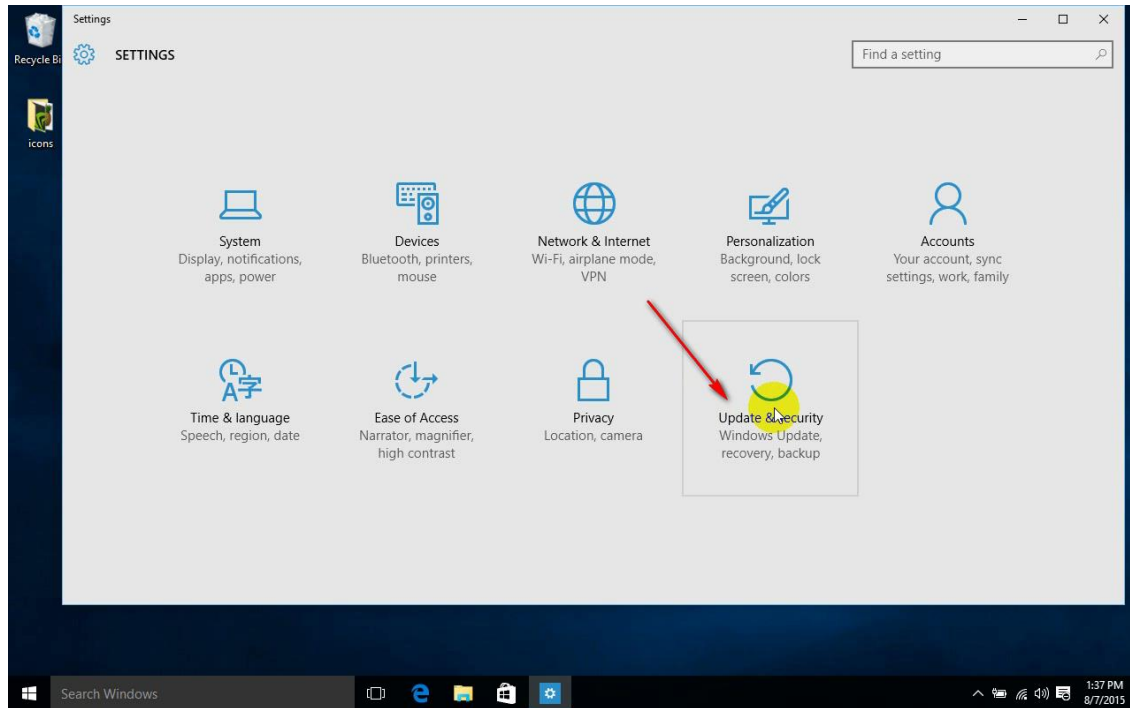 Settings
SETTINGS
Find a setting
Recycle Bi
icons
System
Display, notifications,
apps, power
Devices
Bluetooth, printers,
mouse
Network & Internet
Wi-Fi, airplane mode,
VPN
Personalization
Background, lock
screen, colors
Accounts
Your account, sync
settings, work, family
A字
Time & language
Speech, region, date
Ease of Access
Narrator, magnifier,
high contrast
Privacy
Location, camera
Update & security
Windows Update,
recovery, backup
Search Windows
1:37 PM
8/7/2015